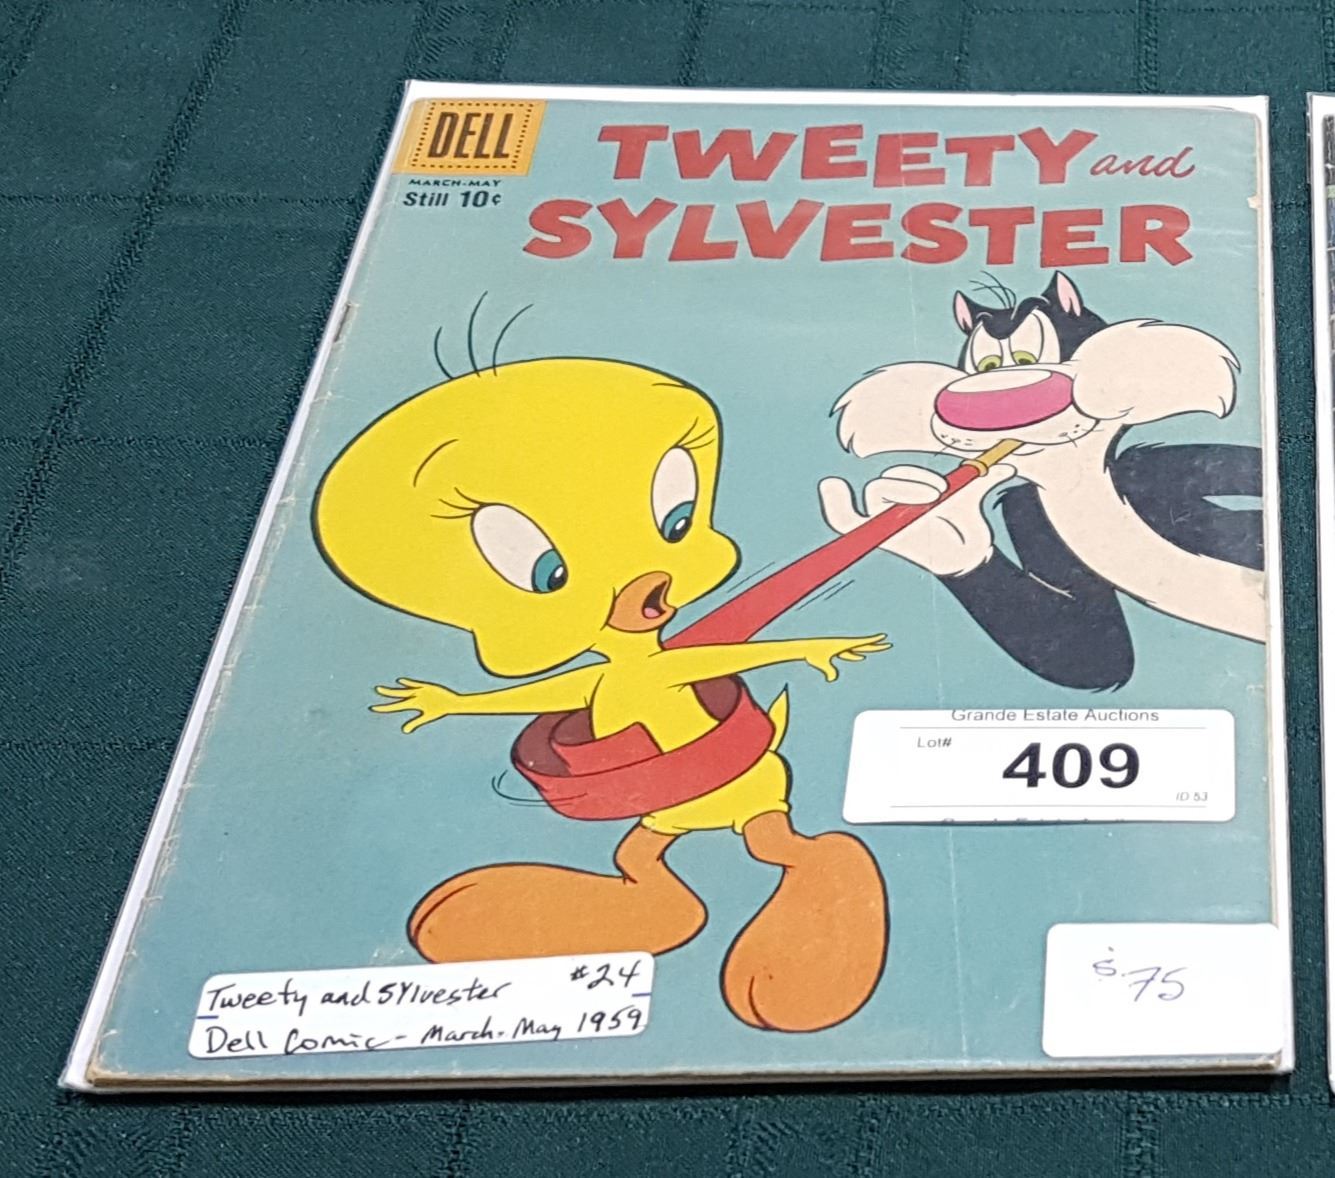 DELL
MARCH-MAY
Still 10¢
TWEETY and
SYLVESTER
Grande Estate Auctions
Lot#
409
ID 53
$ 75
Tweety and Sylvester #24
Dell Comic - March-May 1959